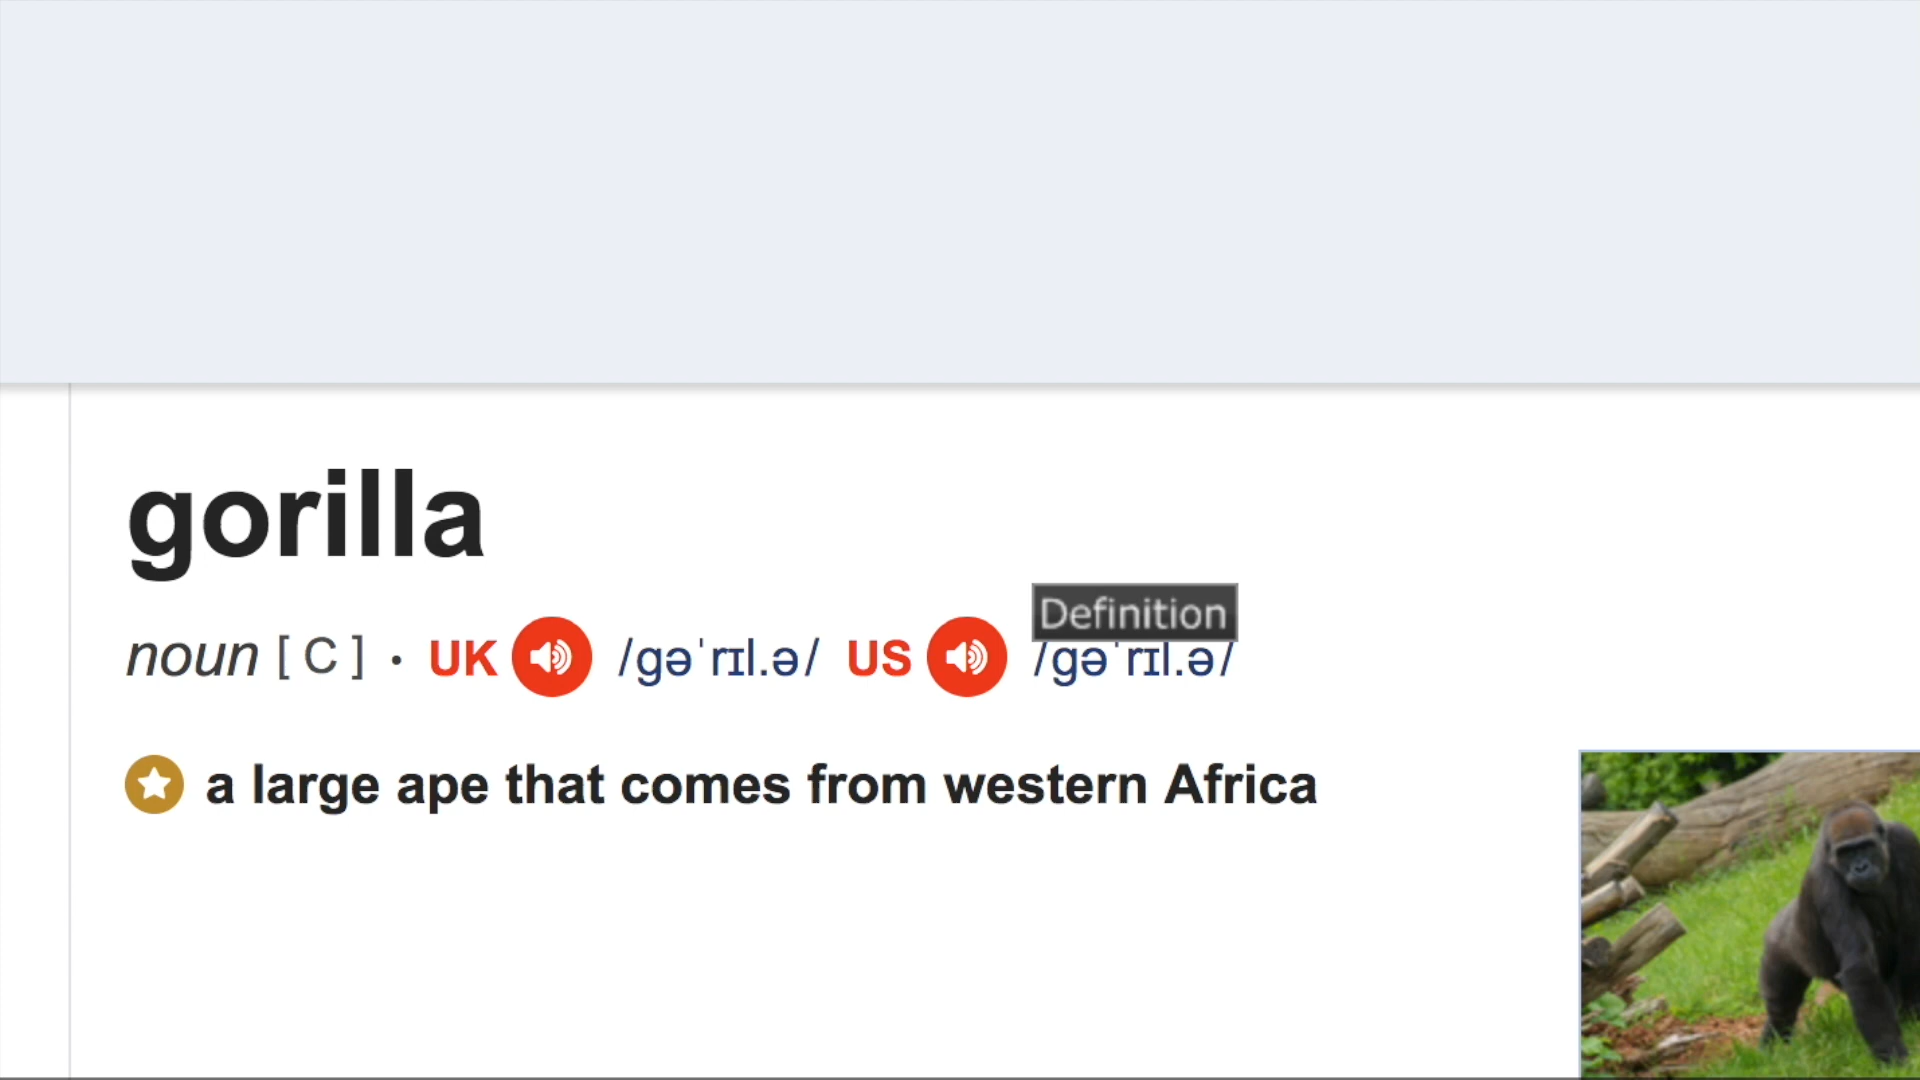 gorilla
Definition
noun [ C ] · UK /ɡəˈrɪl.ə/ US /ɡəˈrɪl.ə/
a large ape that comes from western Africa